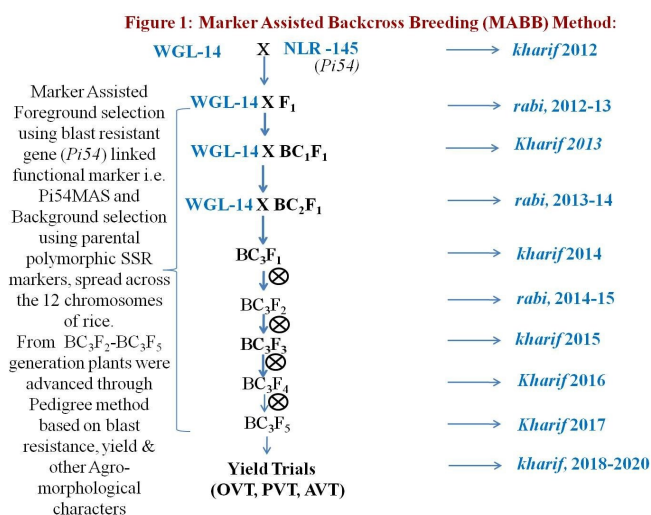 Figure 1: Marker Assisted Backcross Breeding (MABB) Method:
WGL-14 X NLR -145 kharif 2012
(Pi54)
WGL-14 X F1 rabi, 2012-13
WGL-14 X BC1F1 Kharif 2013
WGL-14 X BC2F1 rabi, 2013-14
BC3F1 kharif 2014
BC3F2 rabi, 2014-15
BC3F3 kharif 2015
BC3F4 Kharif 2016
BC3F5 Kharif 2017
Yield Trials kharif, 2018-2020
(OVT, PVT, AVT)
Marker Assisted
Foreground selection
using blast resistant
gene (Pi54) linked
functional marker i.e.
Pi54MAS and
Background selection
using parental
polymorphic SSR
markers, spread across
the 12 chromosomes
of rice.
From BC3F2-BC3F5
generation plants were
advanced through
Pedigree method
based on blast
resistance, yield &
other Agro-
morphological
characters